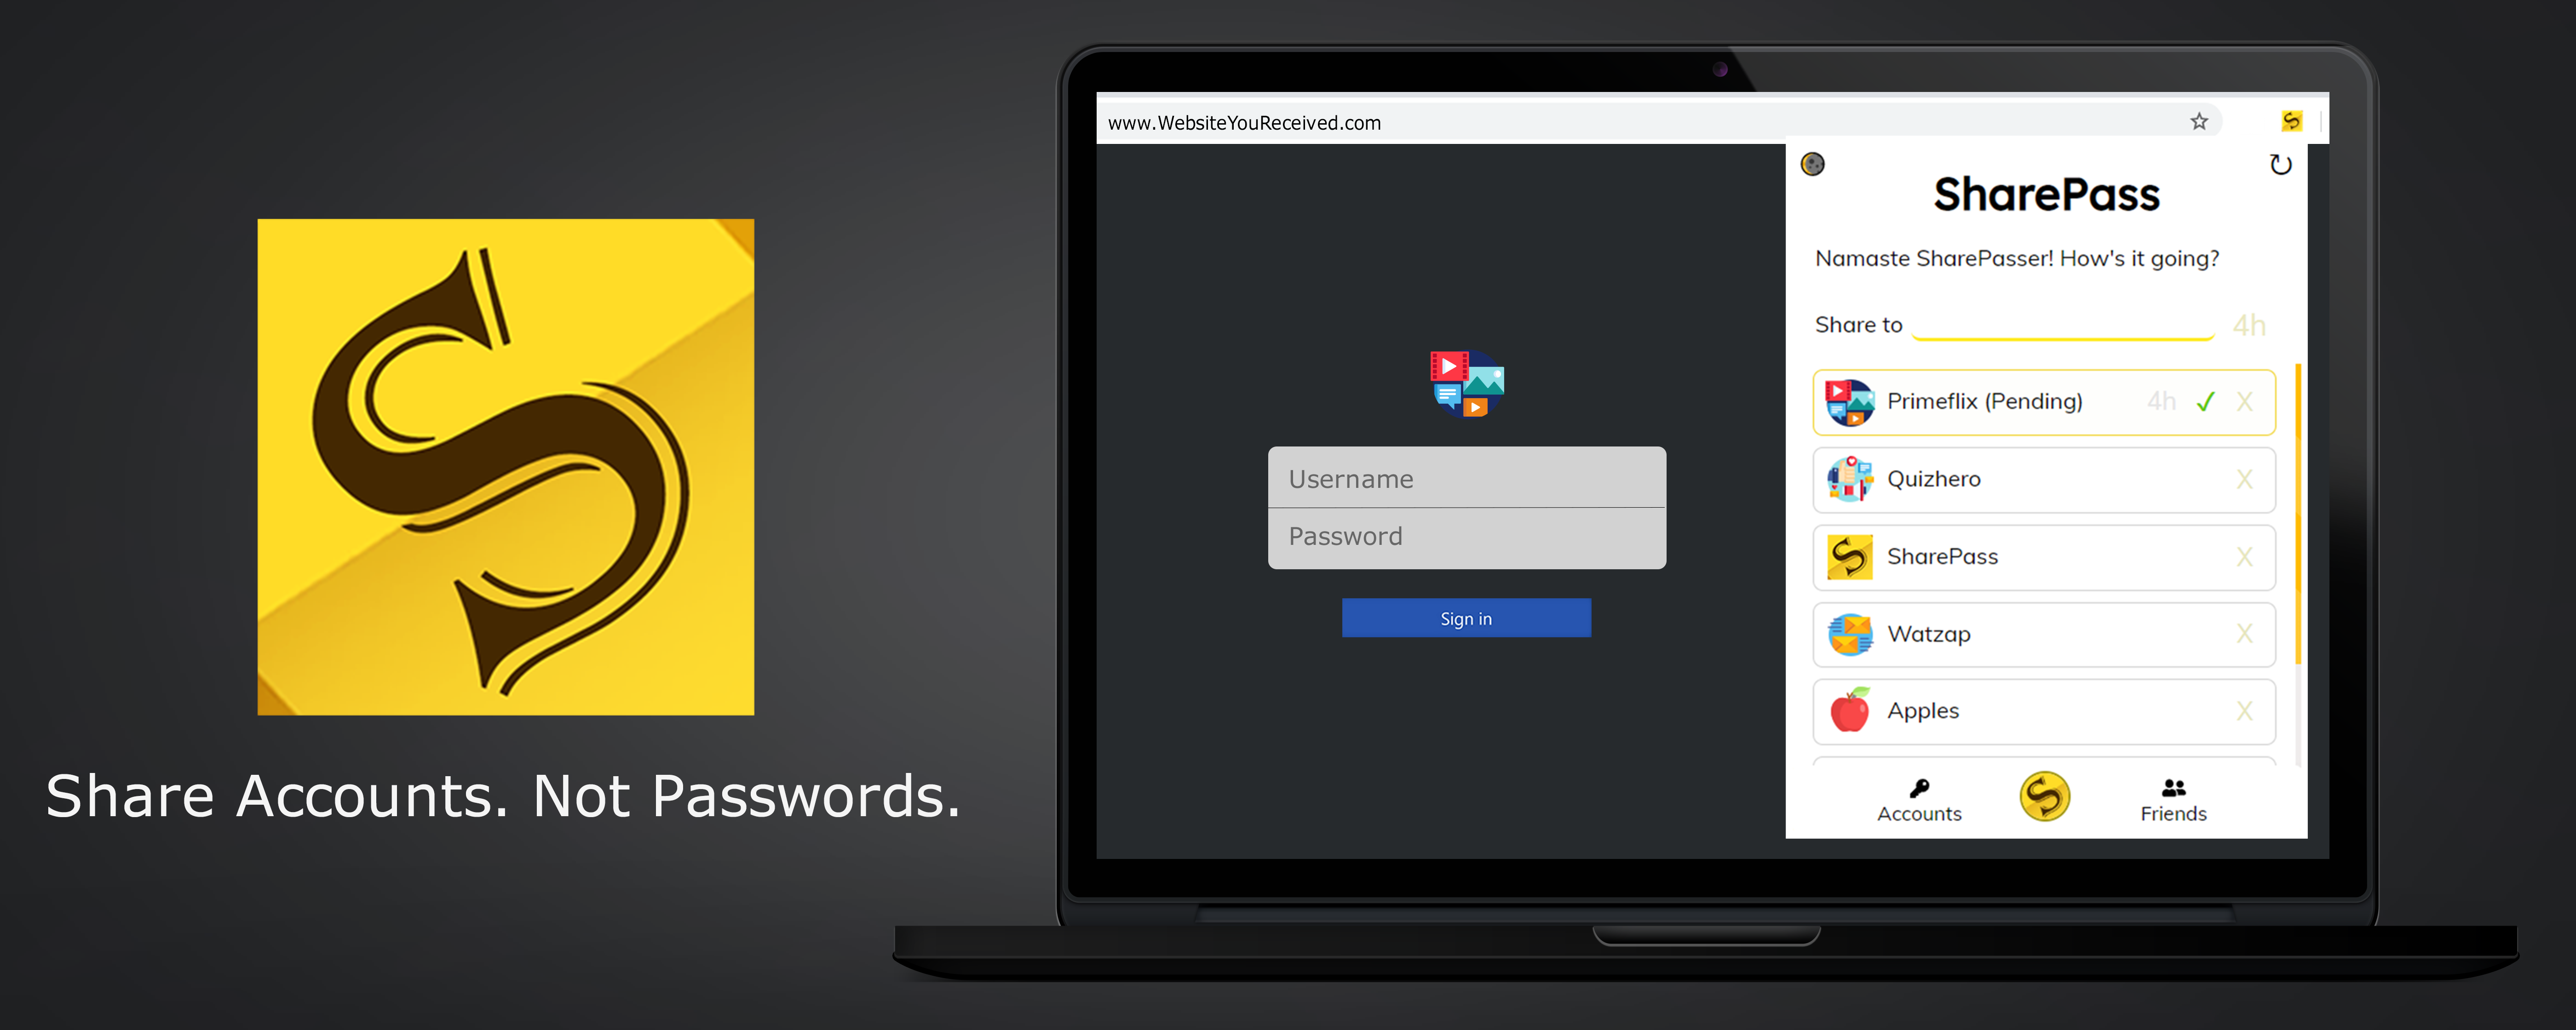 Share Accounts. Not Passwords.
www.WebsiteYouReceived.com
Username
Password
Sign in
SharePass
Namaste SharePasser! How's it going?
Share to 4h
Primeflix (Pending) 4h ✓ X
Quizhero X
SharePass X
Watzap X
Apples X
Accounts Friends